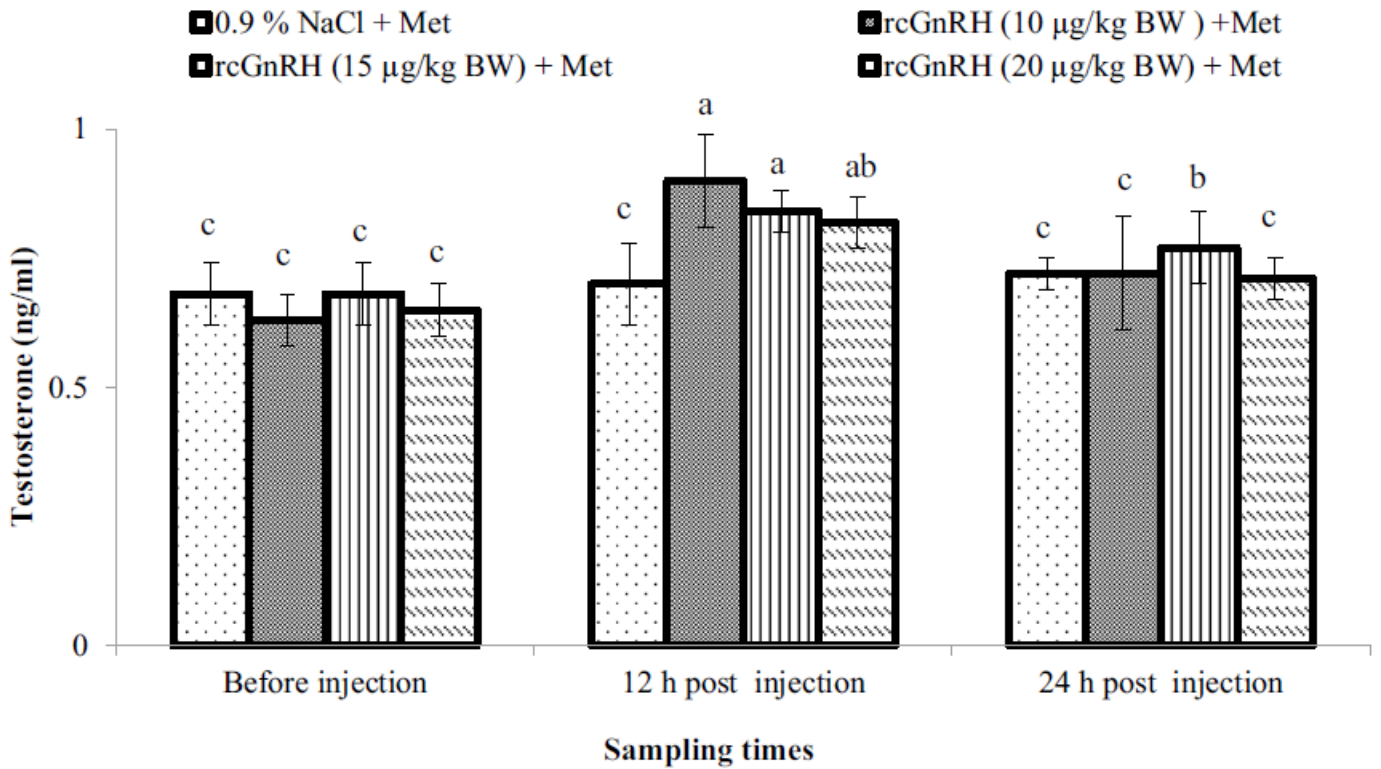 0.9 % NaCl + Met
rcGnRH (10 µg/kg BW ) +Met
rcGnRH (15 µg/kg BW) + Met
rcGnRH (20 µg/kg BW) + Met
Testosterone (ng/ml)
1
0.5
0
c
c
c
c
c
a
a
ab
c
c
b
c
Before injection
12 h post injection
24 h post injection
Sampling times